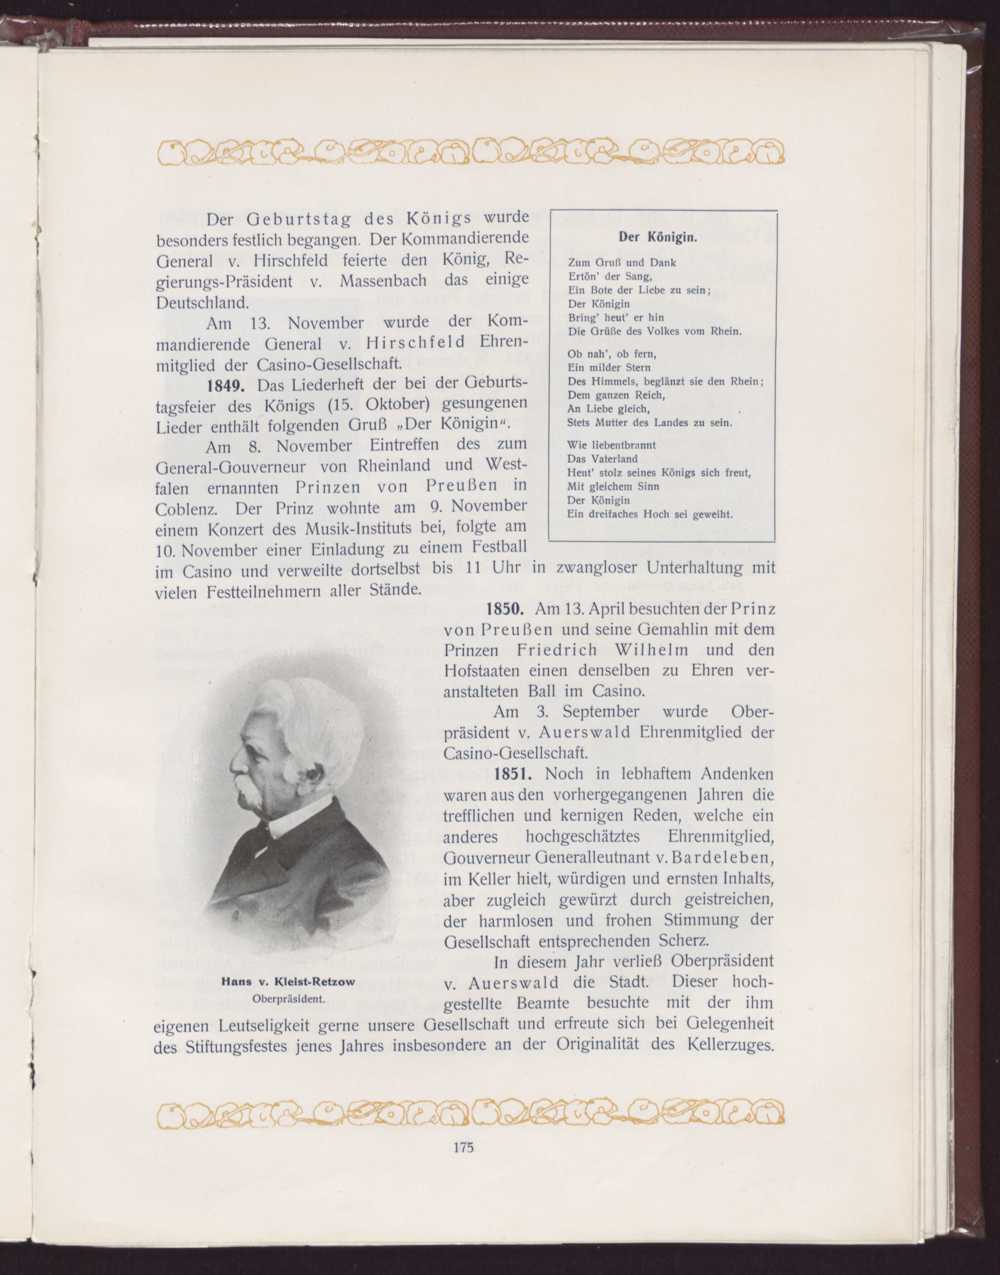 Der Geburtstag des Königs wurde
besonders festlich begangen. Der Kommandierende
General v. Hirschfeld feierte den König, Re-
gierungs-Präsident v. Massenbach das einige
Deutschland.
Am 13. November wurde der Kom-
mandierende General v. Hirschfeld Ehren-
mitglied der Casino-Gesellschaft.
1849. Das Liederheft der bei der Geburts-
tagsfeier des Königs (15. Oktober) gesungenen
Lieder enthält folgenden Gruß „Der Königin“.
Am 8. November Eintreffen des zum
General-Gouverneur von Rheinland und West-
falen ernannten Prinzen von Preußen in
Coblenz. Der Prinz wohnte am 9. November
einem Konzert des Musik-Instituts bei, folgte am
10. November einer Einladung zu einem Festball
im Casino und verweilte dortselbst bis 11 Uhr in zwangloser Unterhaltung mit
vielen Festteilnehmern aller Stände.
Der Königin.
Zum Gruß und Dank
Ertön' der Sang,
Ein Bote der Liebe zu sein;
Der Königin
Bring' heut' er hin
Die Grüße des Volkes vom Rhein.
Ob nah', ob fern,
Ein milder Stern
Des Himmels, beglänzt sie den Rhein;
Dem ganzen Reich,
An Liebe gleich,
Stets Mutter des Landes zu sein.
Wie liebentbrannt
Das Vaterland
Heut' stolz seines Königs sich freut,
Mit gleichem Sinn
Der Königin
Ein dreifaches Hoch sei geweiht.
1850. Am 13. April besuchten der Prinz
von Preußen und seine Gemahlin mit dem
Prinzen Friedrich Wilhelm und den
Hofstaaten einen denselben zu Ehren ver-
anstalteten Ball im Casino.
Am 3. September wurde Ober-
präsident v. Auerswald Ehrenmitglied der
Casino-Gesellschaft.
1851. Noch in lebhaftem Andenken
waren aus den vorhergegangenen Jahren die
trefflichen und kernigen Reden, welche ein
anderes hochgeschätztes Ehrenmitglied,
Gouverneur Generalleutnant v. Bardeleben,
im Keller hielt, würdigen und ernsten Inhalts,
aber zugleich gewürzt durch geistreichen,
der harmlosen und frohen Stimmung der
Gesellschaft entsprechenden Scherz.
In diesem Jahr verließ Oberpräsident
v. Auerswald die Stadt. Dieser hoch-
gestellte Beamte besuchte mit der ihm
eigenen Leutseligkeit gerne unsere Gesellschaft und erfreute sich bei Gelegenheit
des Stiftungsfestes jenes Jahres insbesondere an der Originalität des Kellerzuges.
Hans v. Kleist-Retzow
Oberpräsident.
175